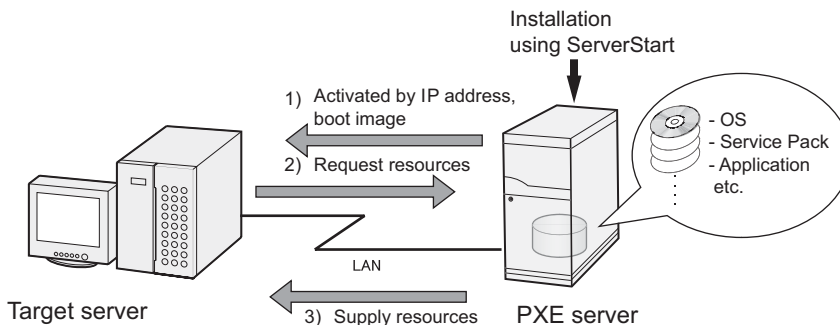 Installation
using ServerStart
1) Activated by IP address,
boot image
2) Request resources
- OS
- Service Pack
- Application
etc.
LAN
Target server
3) Supply resources
PXE server